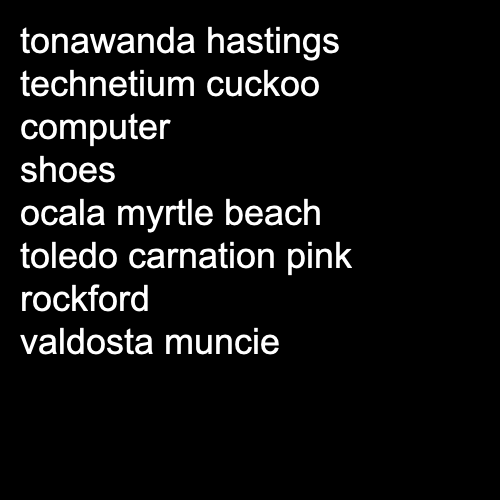 tonawanda hastings
technetium cuckoo
computer
shoes
ocala myrtle beach
toledo carnation pink
rockford
valdosta muncie